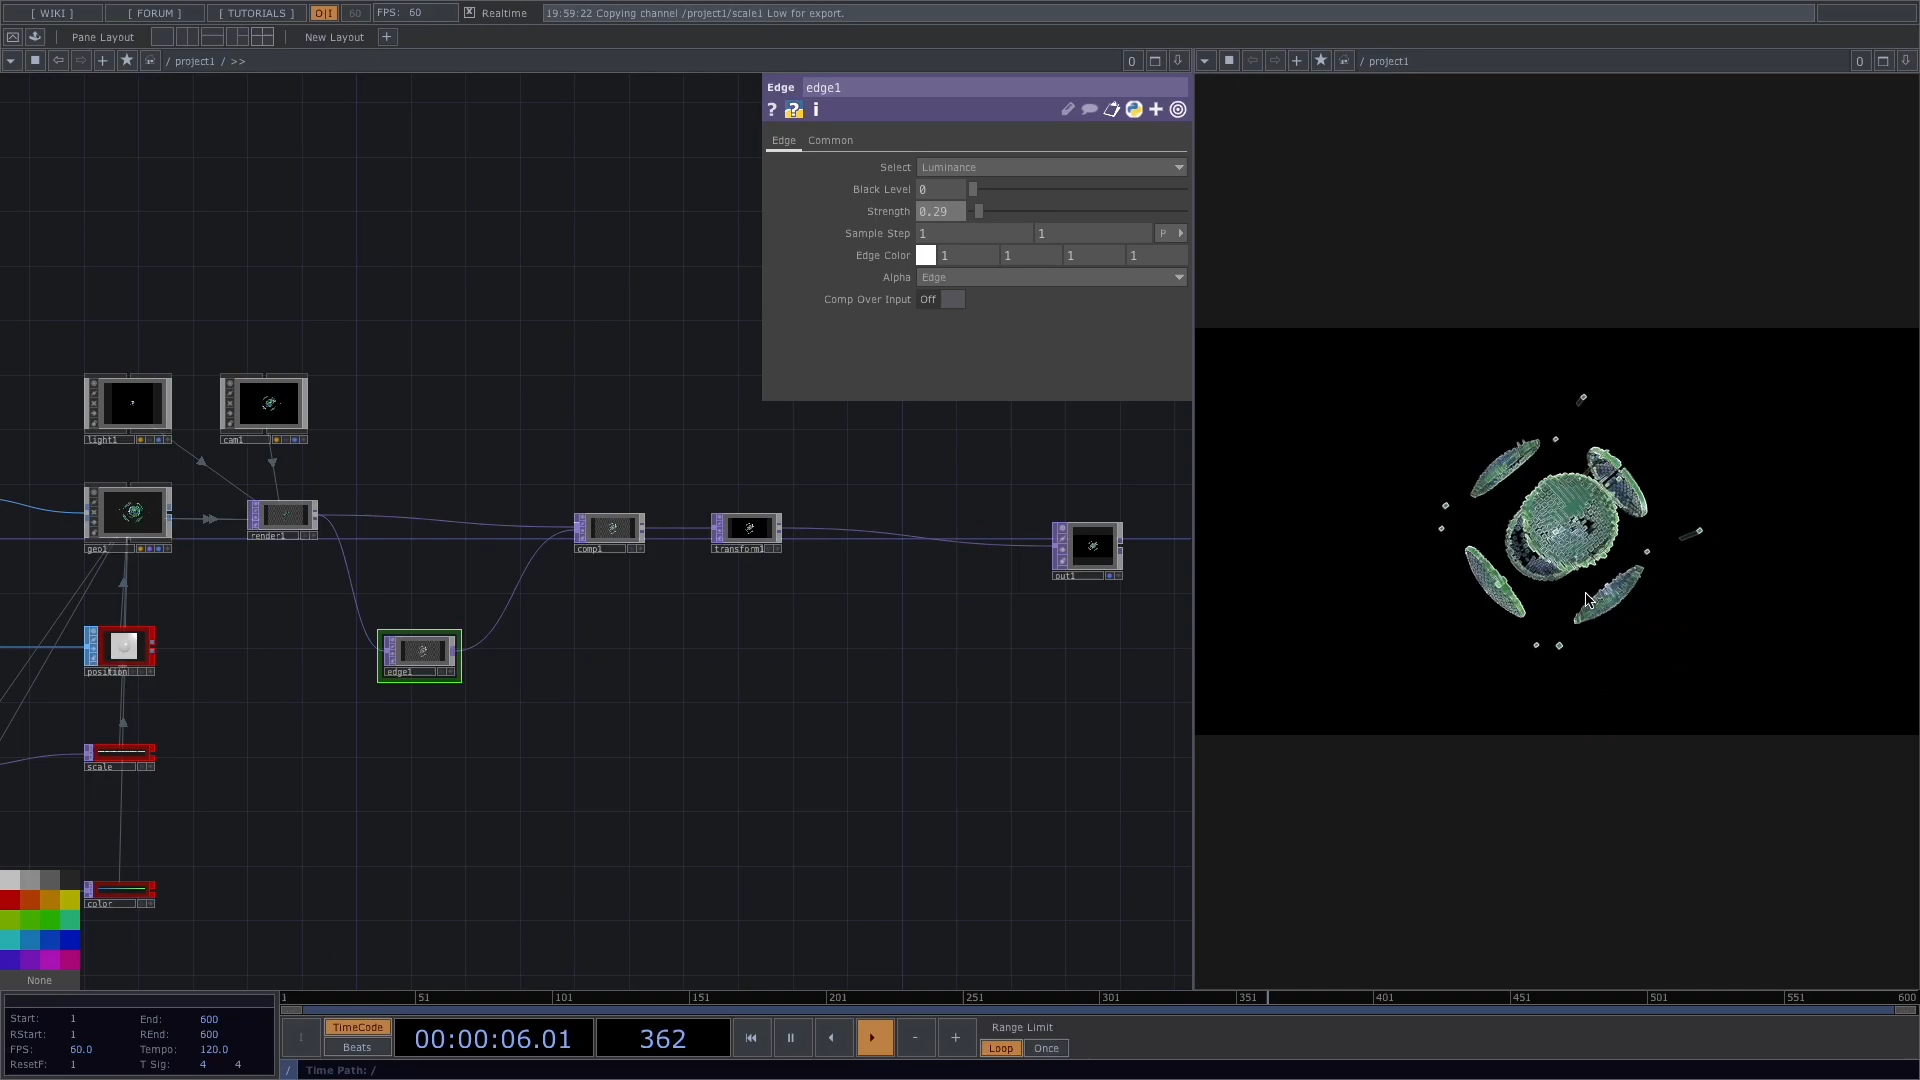 [ WIKI ] [ FORUM ] [ TUTORIALS ] O|I 60 FPS: 60 Realtime 19:59:22 Copying channel /project1/scale1 Low for export.
Pane Layout New Layout +
/ project1 / >> 0 / project1 0
Edge edge1
? ? i
Edge Common
Select Luminance
Black Level 0
Strength 0.29
Sample Step 1 1 P
Edge Color 1 1 1 1
Alpha Edge
Comp Over Input Off
light1 cam1
render1
geo1 comp1 transform1
out1
position edge1
scale
color
None
1 51 101 151 201 251 301 351 401 451 501 551 600
Start: 1 End: 600
RStart: 1 REnd: 600
FPS: 60.0 Tempo: 120.0
ResetF: 1 T Sig: 4 4
TimeCode
Beats
00:00:06.01 362 - +
Range Limit
Loop Once
/ Time Path: /